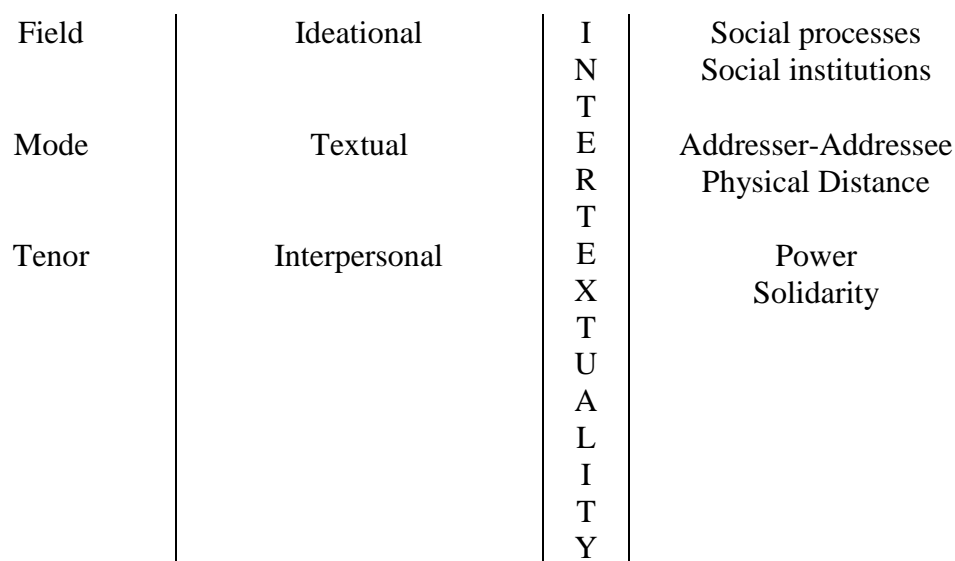 Field Ideational I Social processes
N Social institutions
T
Mode Textual E Addresser-Addressee
R Physical Distance
T
Tenor Interpersonal E Power
X Solidarity
T
U
A
L
I
T
Y